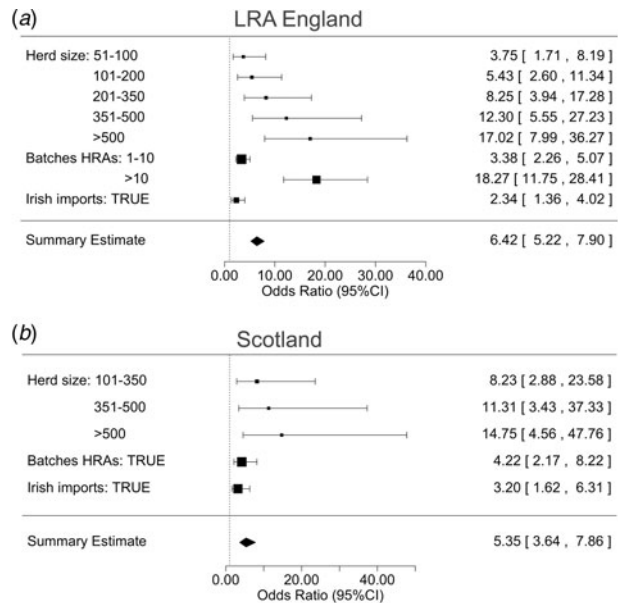 (a) LRA England
Herd size: 51-100 3.75 [ 1.71 , 8.19 ]
101-200 5.43 [ 2.60 , 11.34 ]
201-350 8.25 [ 3.94 , 17.28 ]
351-500 12.30 [ 5.55 , 27.23 ]
>500 17.02 [ 7.99 , 36.27 ]
Batches HRAs: 1-10 3.38 [ 2.26 , 5.07 ]
>10 18.27 [ 11.75 , 28.41 ]
Irish imports: TRUE 2.34 [ 1.36 , 4.02 ]
Summary Estimate 6.42 [ 5.22 , 7.90 ]
0.00 10.00 20.00 30.00 40.00
Odds Ratio (95%CI)
(b) Scotland
Herd size: 101-350 8.23 [ 2.88 , 23.58 ]
351-500 11.31 [ 3.43 , 37.33 ]
>500 14.75 [ 4.56 , 47.76 ]
Batches HRAs: TRUE 4.22 [ 2.17 , 8.22 ]
Irish imports: TRUE 3.20 [ 1.62 , 6.31 ]
Summary Estimate 5.35 [ 3.64 , 7.86 ]
0.00 20.00 40.00
Odds Ratio (95%CI)